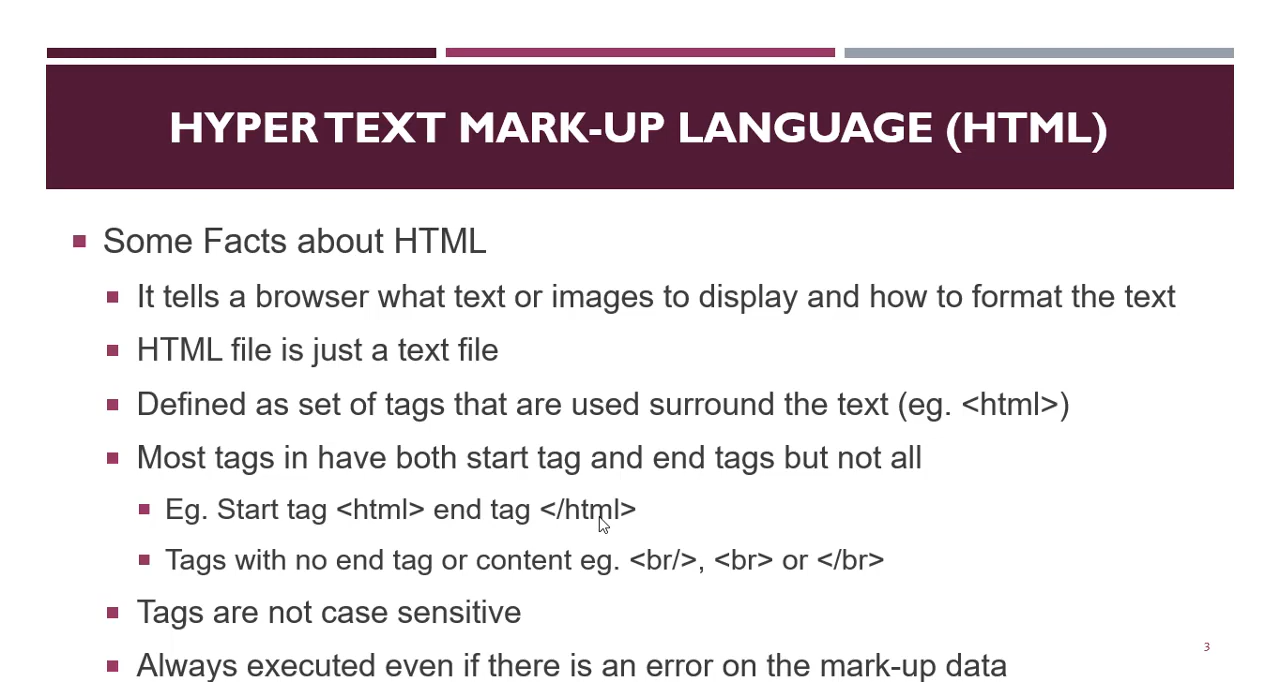 HYPER TEXT MARK-UP LANGUAGE (HTML)
Some Facts about HTML
It tells a browser what text or images to display and how to format the text
HTML file is just a text file
Defined as set of tags that are used surround the text (eg. <html>)
Most tags in have both start tag and end tags but not all
Eg. Start tag <html> end tag </html>
Tags with no end tag or content eg. <br/>, <br> or </br>
Tags are not case sensitive
3
Always executed even if there is an error on the mark-up data